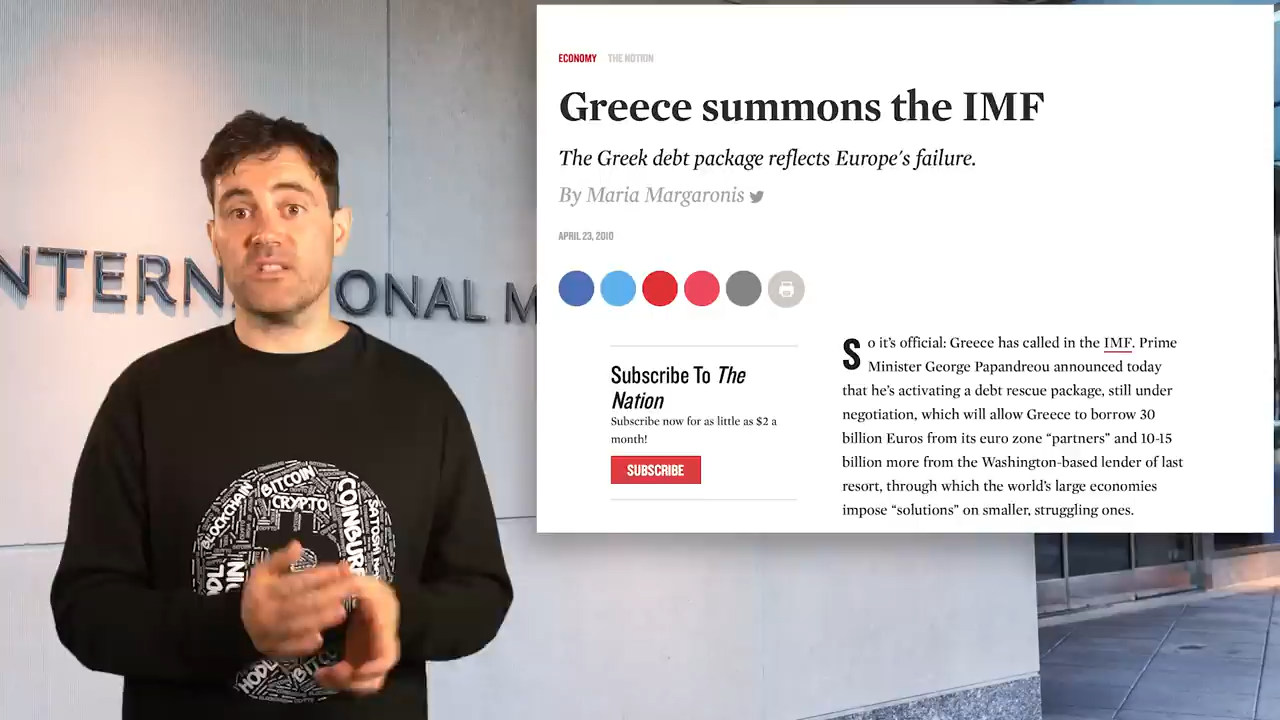 NTERN
ONAL M
BLOCKCHAIN
BITCOIN
CRYPTO
COINGURU
HODL
BITCO
ECONOMY THE NOTION
Greece summons the IMF
The Greek debt package reflects Europe's failure.
By Maria Margaronis
APRIL 23, 2010
Subscribe To The
Nation
Subscribe now for as little as $2 a
month!
SUBSCRIBE
So it's official: Greece has called in the IMF. Prime
Minister George Papandreou announced today
that he's activating a debt rescue package, still under
negotiation, which will allow Greece to borrow 30
billion Euros from its euro zone “partners” and 10-15
billion more from the Washington-based lender of last
resort, through which the world's large economies
impose “solutions” on smaller, struggling ones.